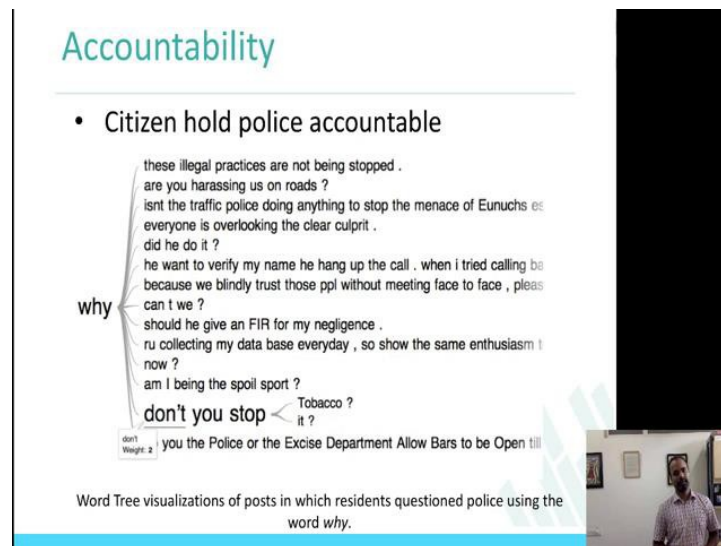 Accountability
• Citizen hold police accountable
these illegal practices are not being stopped .
are you harassing us on roads ?
isnt the traffic police doing anything to stop the menace of Eunuchs es
everyone is overlooking the clear culprit .
did he do it ?
he want to verify my name he hang up the call . when i tried calling ba
because we blindly trust those ppl without meeting face to face , pleas
can t we ?
why
should he give an FIR for my negligence .
ru collecting my data base everyday , so show the same enthusiasm t
now ?
am I being the spoil sport ?
don't you stop
Tobacco ?
it ?
don't
Weight: 2
you the Police or the Excise Department Allow Bars to be Open till
Word Tree visualizations of posts in which residents questioned police using the
word why.